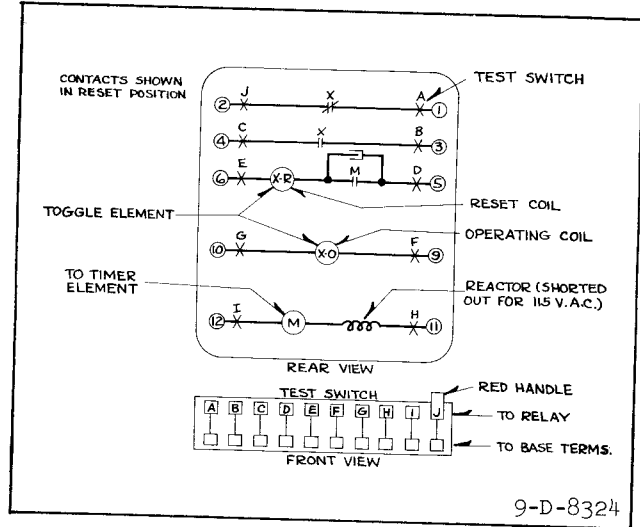 CONTACTS SHOWN
IN RESET POSITION
TEST SWITCH
2 J X A 1
4 C X B 3
6 E X-R M D 5
RESET COIL
TOGGLE ELEMENT
OPERATING COIL
10 G X-O F 9
TO TIMER
ELEMENT
REACTOR (SHORTED
OUT FOR 115 V.A.C.)
12 I M H 11
REAR VIEW
RED HANDLE
TEST SWITCH
A B C D E F G H I J
TO RELAY
TO BASE TERMS.
FRONT VIEW
9-D-8324